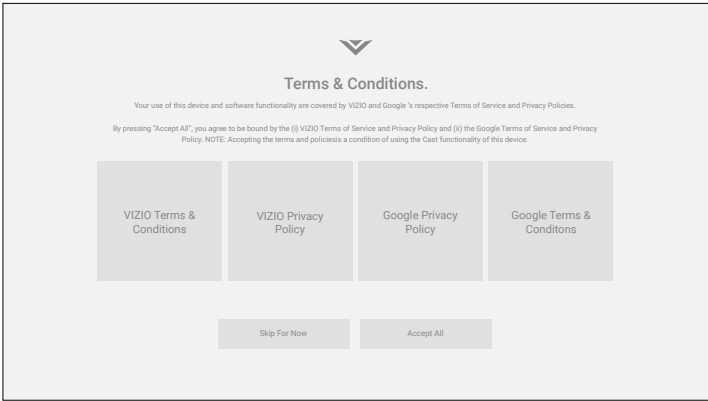 Terms & Conditions.
Your use of this device and software functionality are covered by VIZIO and Google 's respective Terms of Service and Privacy Policies.
By pressing "Accept All", you agree to be bound by the (i) VIZIO Terms of Service and Privacy Policy and (ii) the Google Terms of Service and Privacy
Policy. NOTE: Accepting the terms and policiesis a condition of using the Cast functionality of this device.
VIZIO Terms &
Conditions
VIZIO Privacy
Policy
Google Privacy
Policy
Google Terms &
Conditons
Skip For Now
Accept All